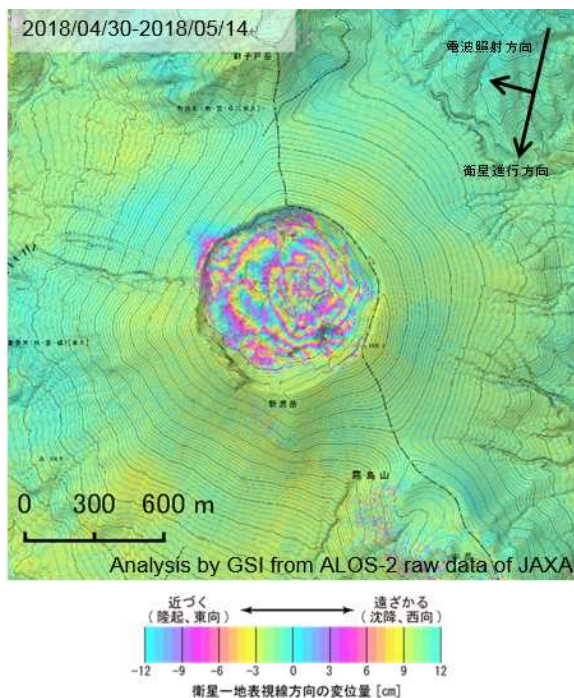 2018/04/30-2018/05/14
電波照射方向
衛星進行方向
新燃岳
霧島山
0 300 600 m
Analysis by GSI from ALOS-2 raw data of JAXA
近づく
(隆起、東向)
遠ざかる
(沈降、西向)
-12 -9 -6 -3 0 3 6 9 12
衛星ー地表視線方向の変位量 [cm]